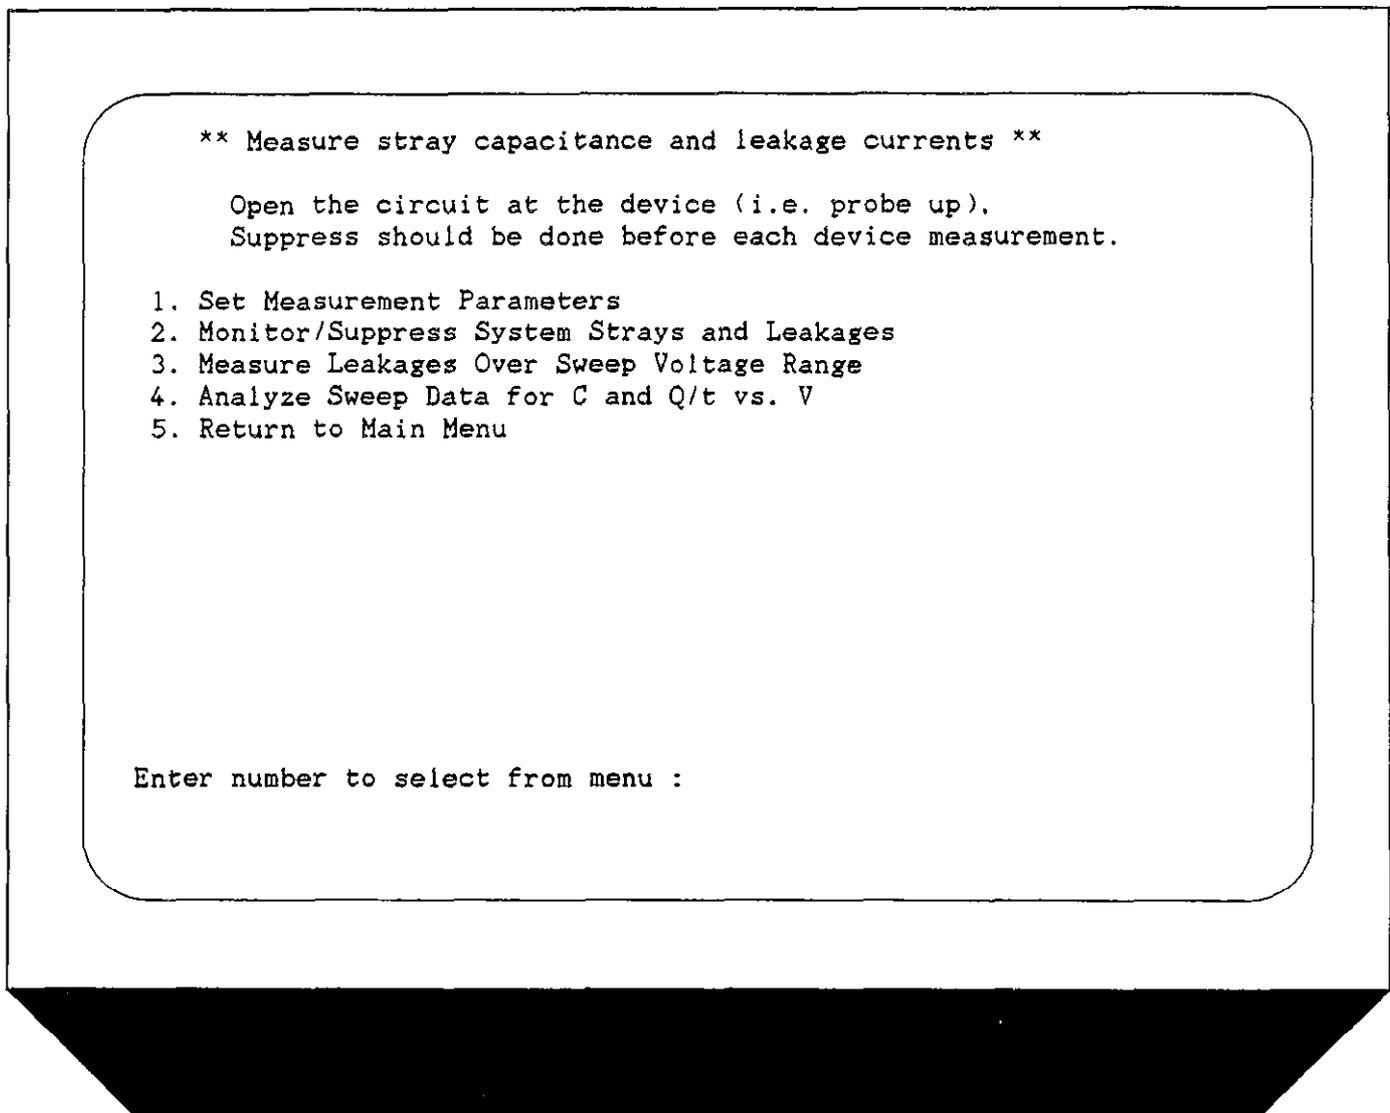 ** Measure stray capacitance and leakage currents **
Open the circuit at the device (i.e. probe up),
Suppress should be done before each device measurement.
1. Set Measurement Parameters
2. Monitor/Suppress System Strays and Leakages
3. Measure Leakages Over Sweep Voltage Range
4. Analyze Sweep Data for C and Q/t vs. V
5. Return to Main Menu
Enter number to select from menu :